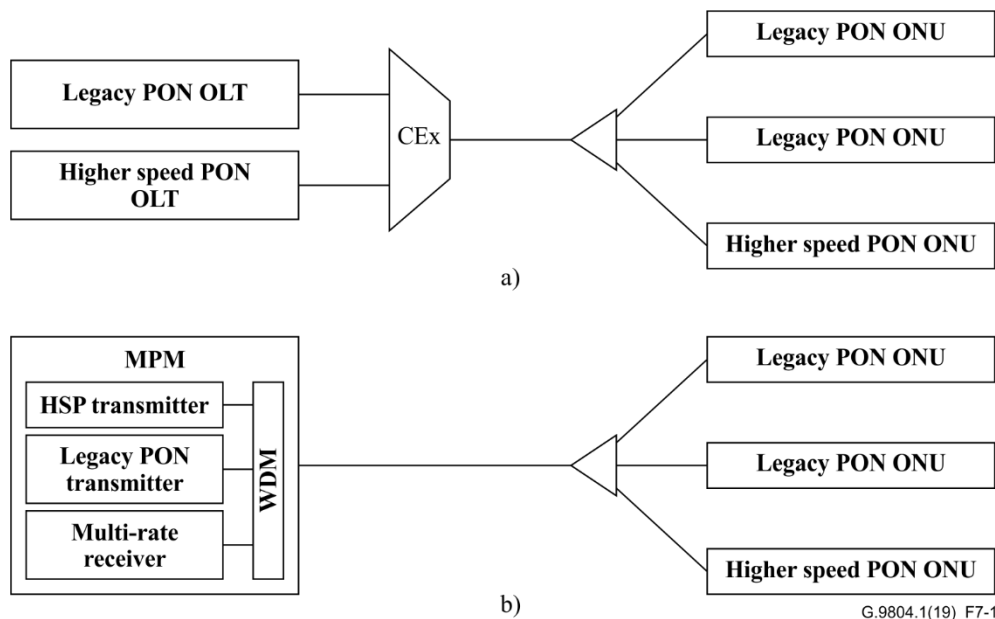 Legacy PON OLT
Higher speed PON
OLT
CEx
Legacy PON ONU
Legacy PON ONU
Higher speed PON ONU
a)
MPM
HSP transmitter
Legacy PON
transmitter
Multi-rate
receiver
WDM
Legacy PON ONU
Legacy PON ONU
Higher speed PON ONU
b)
G.9804.1(19)_F7-1